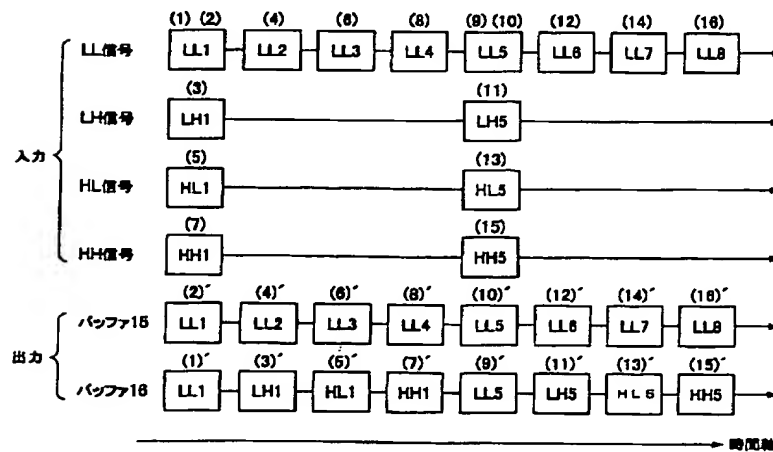 (1) (2) (4) (6) (8) (9) (10) (12) (14) (16)
LL信号 LL1 LL2 LL3 LL4 LL5 LL6 LL7 LL8
(3) (11)
LH信号 LH1 LH5
入力
(5) (13)
HL信号 HL1 HL5
(7) (15)
HH信号 HH1 HH5
(2)´ (4)´ (6)´ (8)´ (10)´ (12)´ (14)´ (16)´
バッファ15 LL1 LL2 LL3 LL4 LL5 LL6 LL7 LL8
出力
(1)´ (3)´ (5)´ (7)´ (9)´ (11)´ (13)´ (15)´
バッファ16 LL1 LH1 HL1 HH1 LL5 LH5 HL5 HH5
時間軸